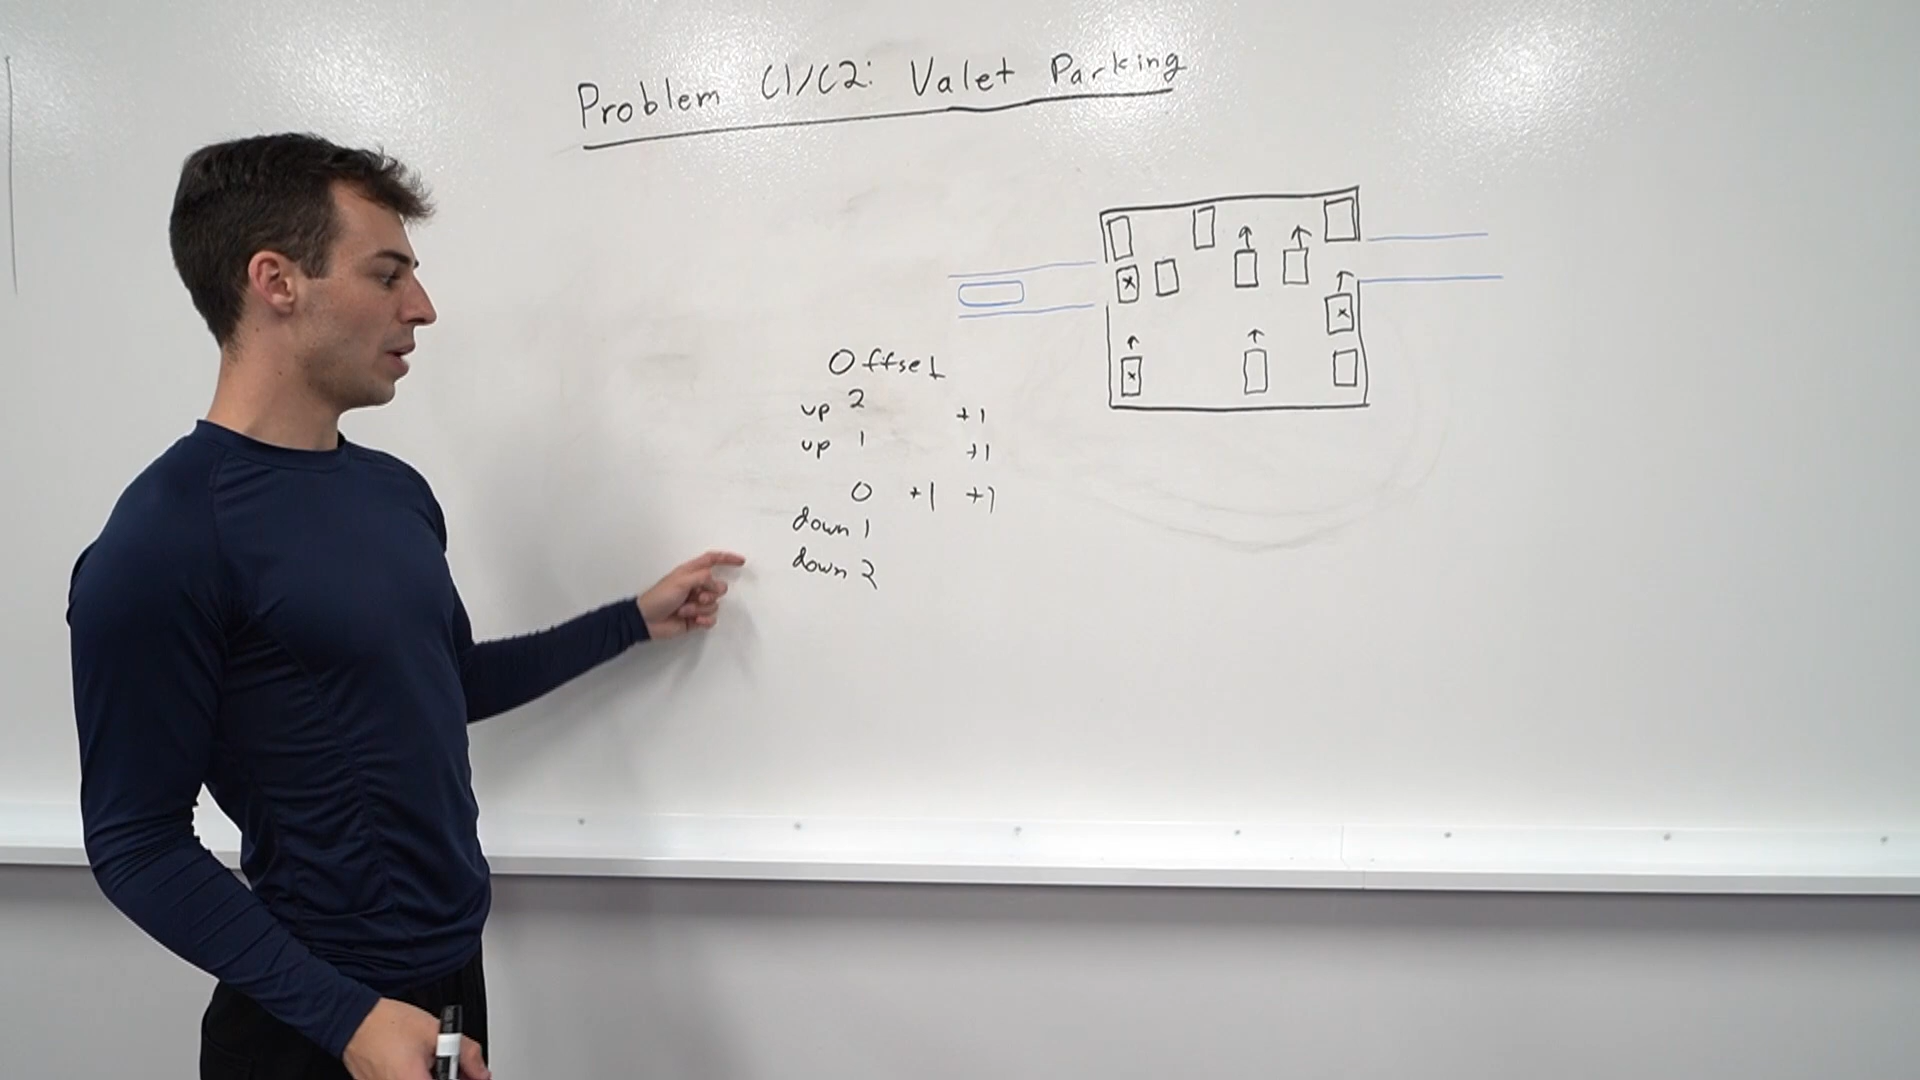 Problem C1/C2: Valet Parking
Offset
up 2 +1
up 1 +1
0 +1 +1
down 1
down 2
x
x
x